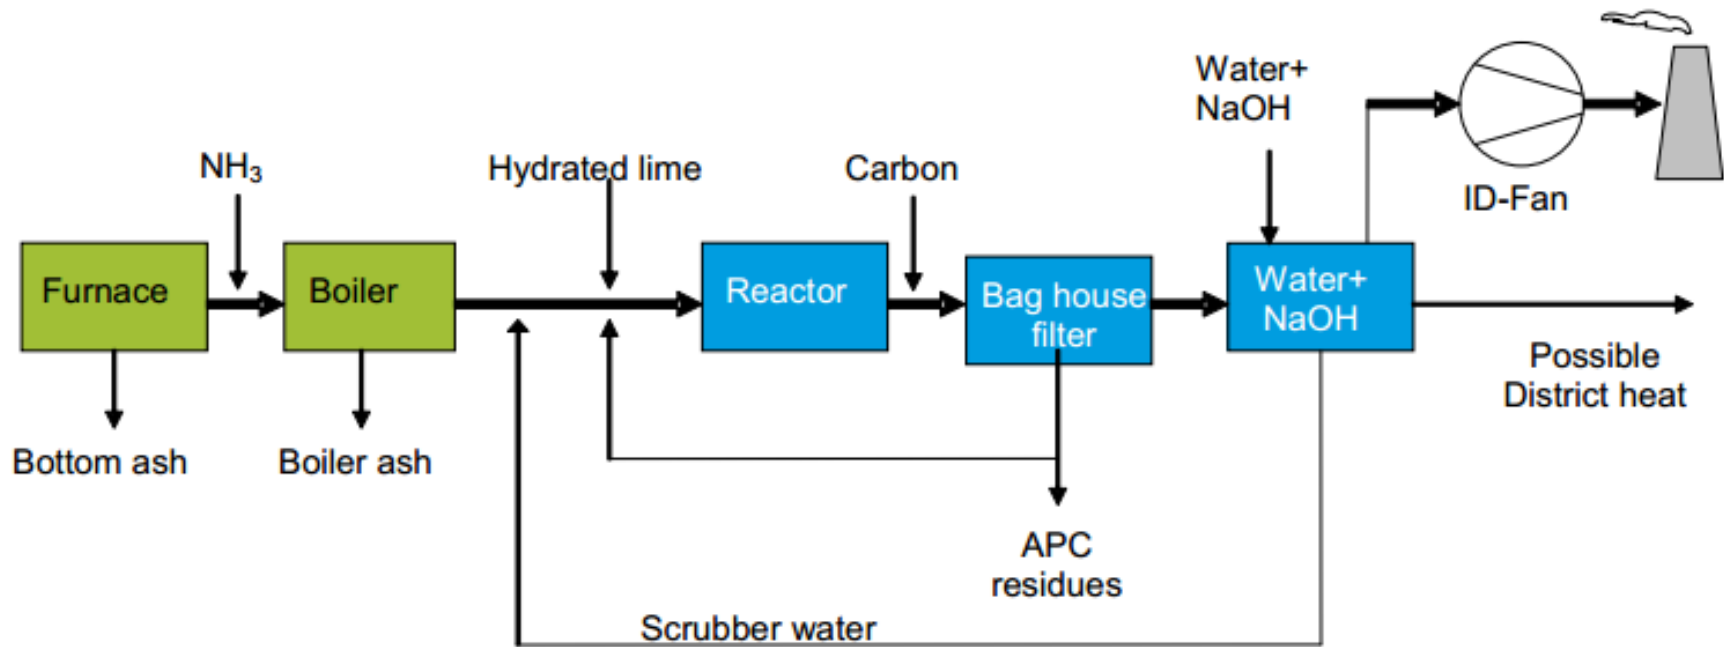 Water+
NaOH
NH₃
Hydrated lime
Carbon
ID-Fan
Furnace
Boiler
Reactor
Bag house
filter
Water+
NaOH
Possible
District heat
Bottom ash
Boiler ash
APC
residues
Scrubber water